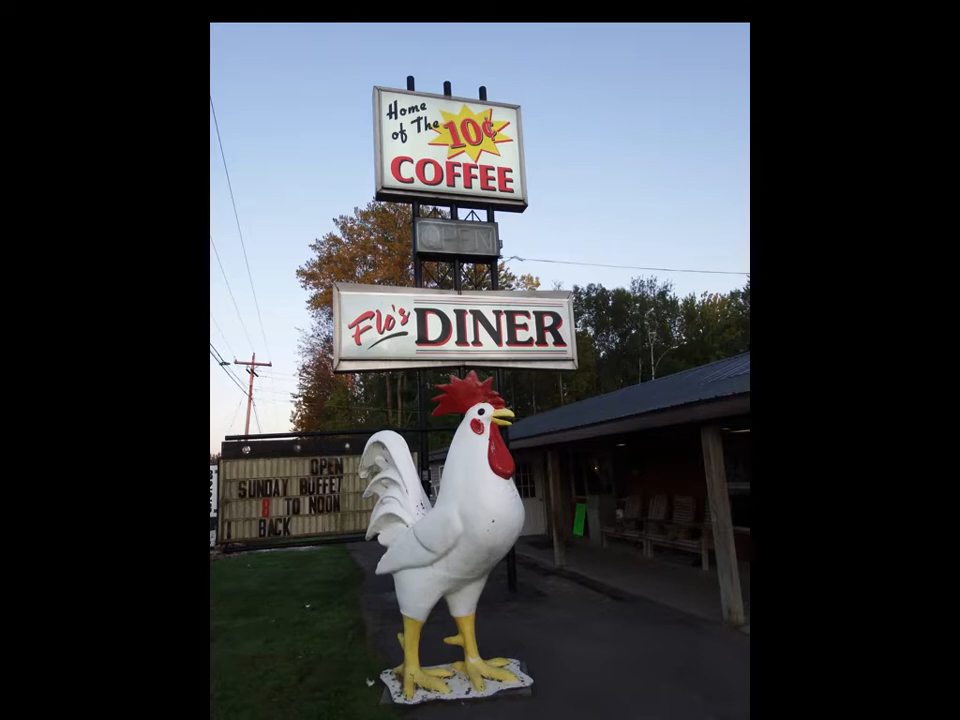 Home
of The 10¢
COFFEE
OPEN
Flo's DINER
OPEN
SUNDAY BUFFET
8 TO NOON
BACK